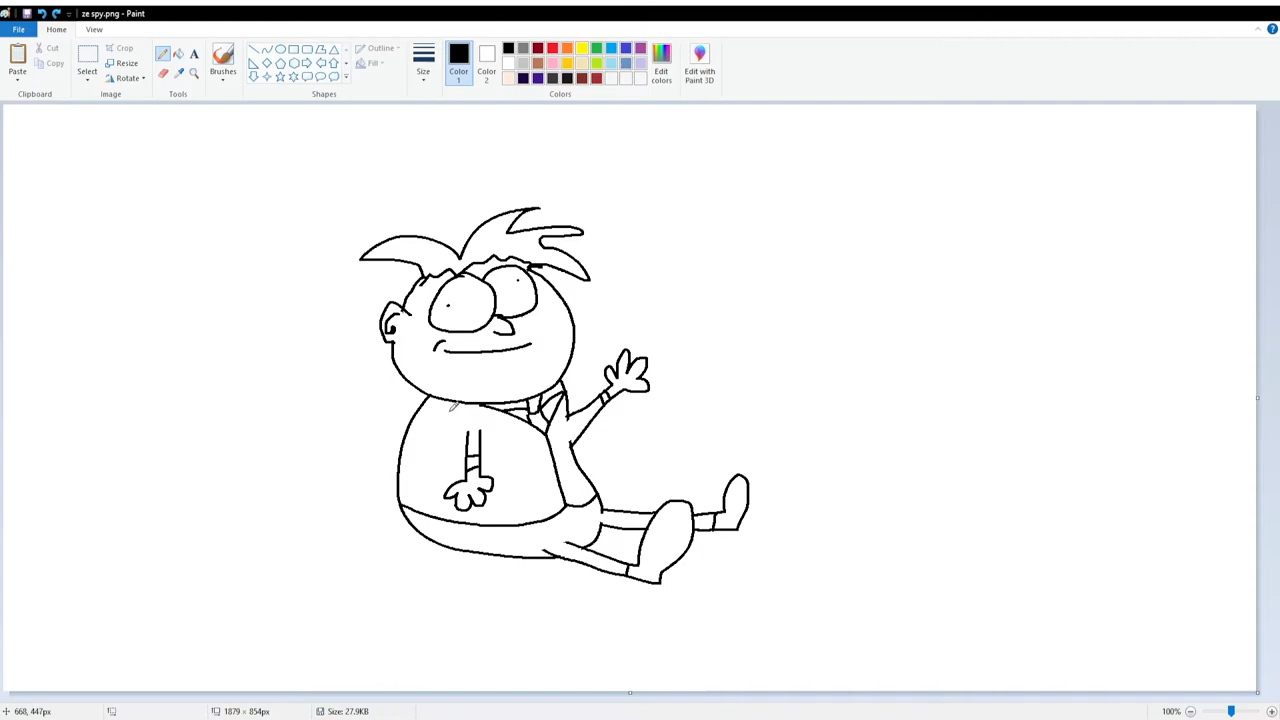 ze spy.png - Paint
File Home View
Paste Cut Copy
Clipboard
Select Crop Resize Rotate
Image
A
Tools
Brushes
Outline Fill
Shapes
Size
Color 1
Color 2
Edit colors
Edit with Paint 3D
Colors
668, 447px 1879 × 854px Size: 27.9KB 100%